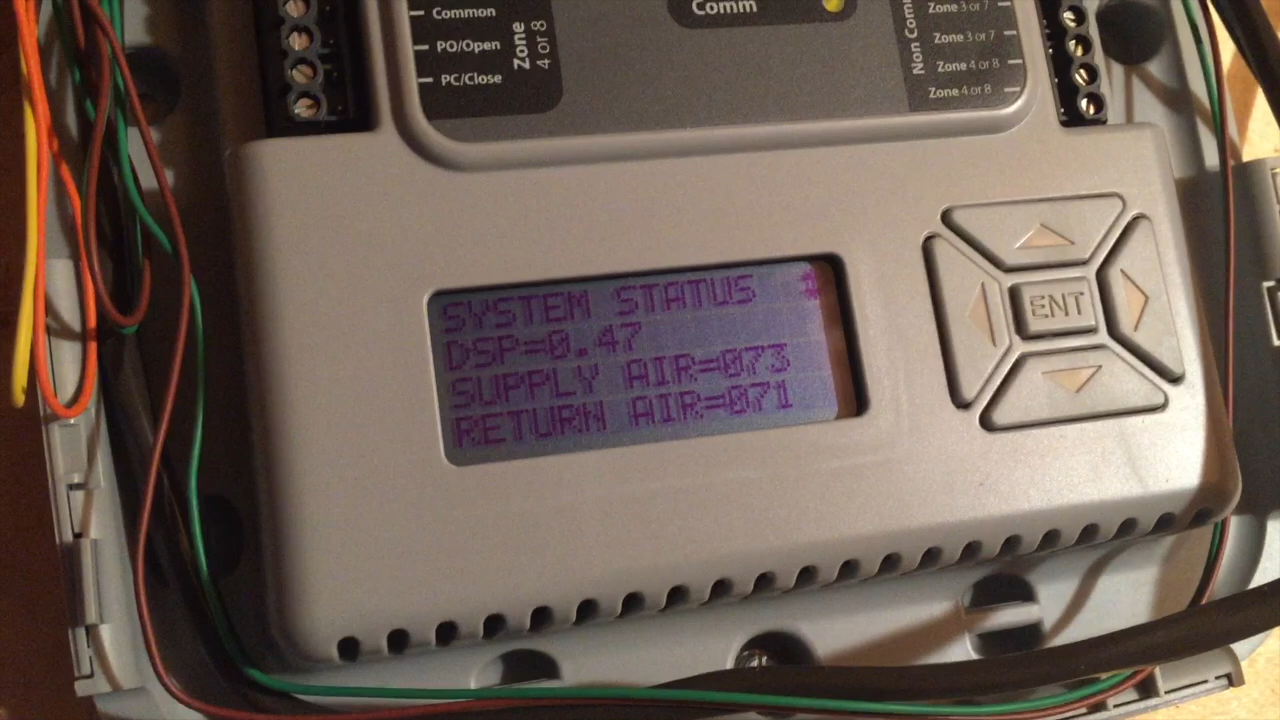 Common
PO/Open
PC/Close
Zone
4 or 8
Comm
Non Comm
Zone 3 or 7
Zone 3 or 7
Zone 4 or 8
Zone 4 or 8
SYSTEM STATUS
DSP=0.47
SUPPLY AIR=073
RETURN AIR=071
ENT